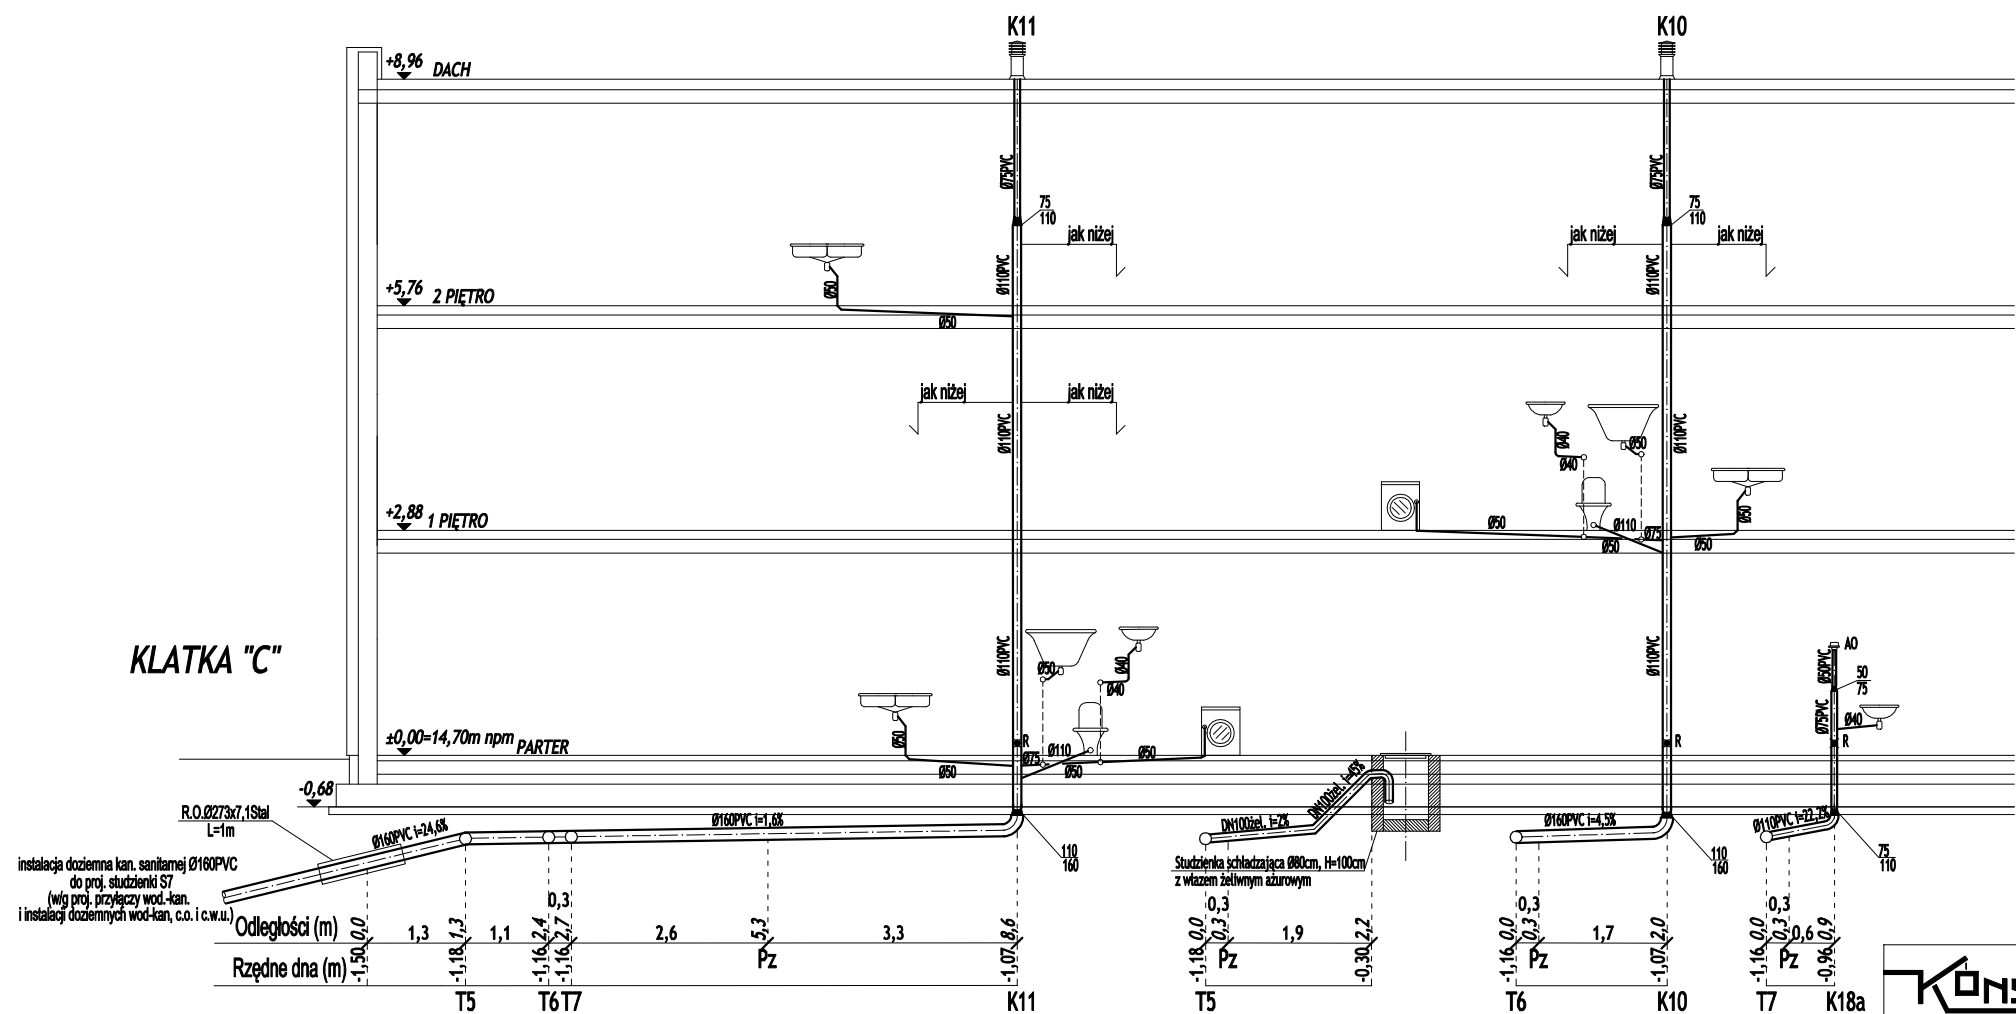 K11
K10
+8,96 DACH
Ø75PVC
Ø75PVC
75
110
75
110
jak niżej
jak niżej
jak niżej
Ø110PVC
Ø110PVC
Ø50
+5,76 2 PIĘTRO
Ø50
jak niżej
jak niżej
Ø110PVC
Ø110PVC
Ø40
Ø50
Ø40
+2,88 1 PIĘTRO
Ø50
Ø110
Ø75
Ø50
Ø50
Ø50
KLATKA "C"
Ø110PVC
Ø110PVC
Ø50
Ø40
Ø40
AO
Ø50PVC
50
75
Ø75PVC
Ø40
±0,00=14,70m npm PARTER
Ø50
R
R
R
Ø75
Ø110
Ø50
Ø50
Ø50
-0,68
R.O.Ø273x7,1Stal
L=1m
Ø160PVC i=24,6%
Ø160PVC i=1,6%
DN100żel. i=2%
DN100żel. i=45%
Ø160PVC i=4,5%
Ø110PVC i=22,2%
110
160
110
160
75
110
Studzienka schładzająca Ø80cm, H=100cm
z włazem żeliwnym ażurowym
instalacja doziemna kan. sanitarnej Ø160PVC
do proj. studzienki S7
(w/g proj. przyłączy wod.-kan.
i instalacji doziemnych wod-kan, c.o. i c.w.u.)
Odległości (m) 0,0 1,3 1,3 1,1 2,4 0,3 2,7 2,6 5,3 3,3 8,6
0,0 0,3 0,3 1,9 2,2
0,0 0,3 0,3 1,7 2,0
0,0 0,3 0,3 0,6 0,9
Rzędne dna (m) -1,50 -1,18 -1,16 -1,16 Pz -1,07
-1,18 Pz -0,30
-1,16 Pz -1,07
-1,16 Pz -0,96
T5 T6 T7 K11 T5 T6 K10 T7 K18a